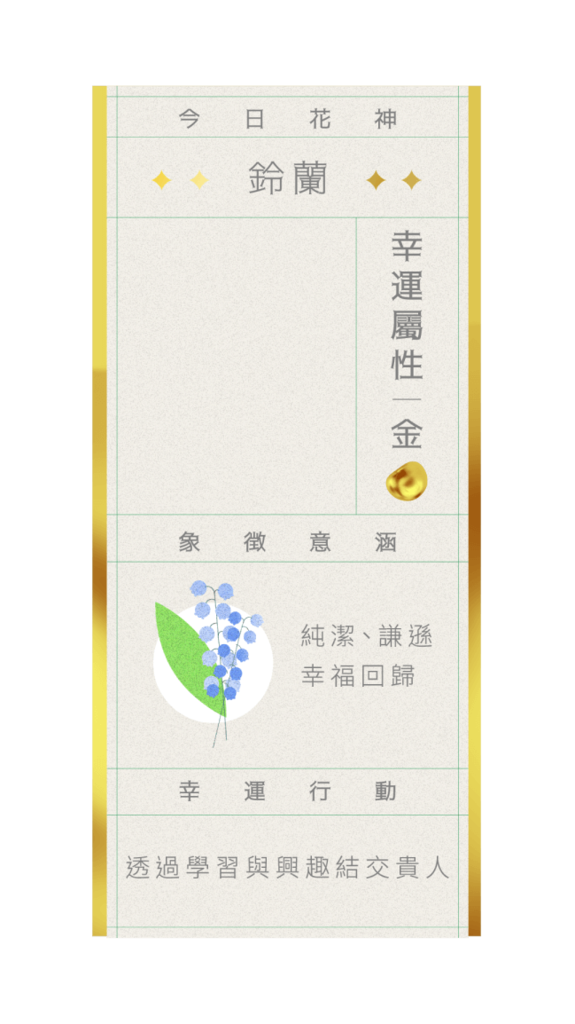 今日花神
鈴蘭
幸運屬性｜金
象徵意涵
純潔、謙遜
幸福回歸
幸運行動
透過學習與興趣結交貴人